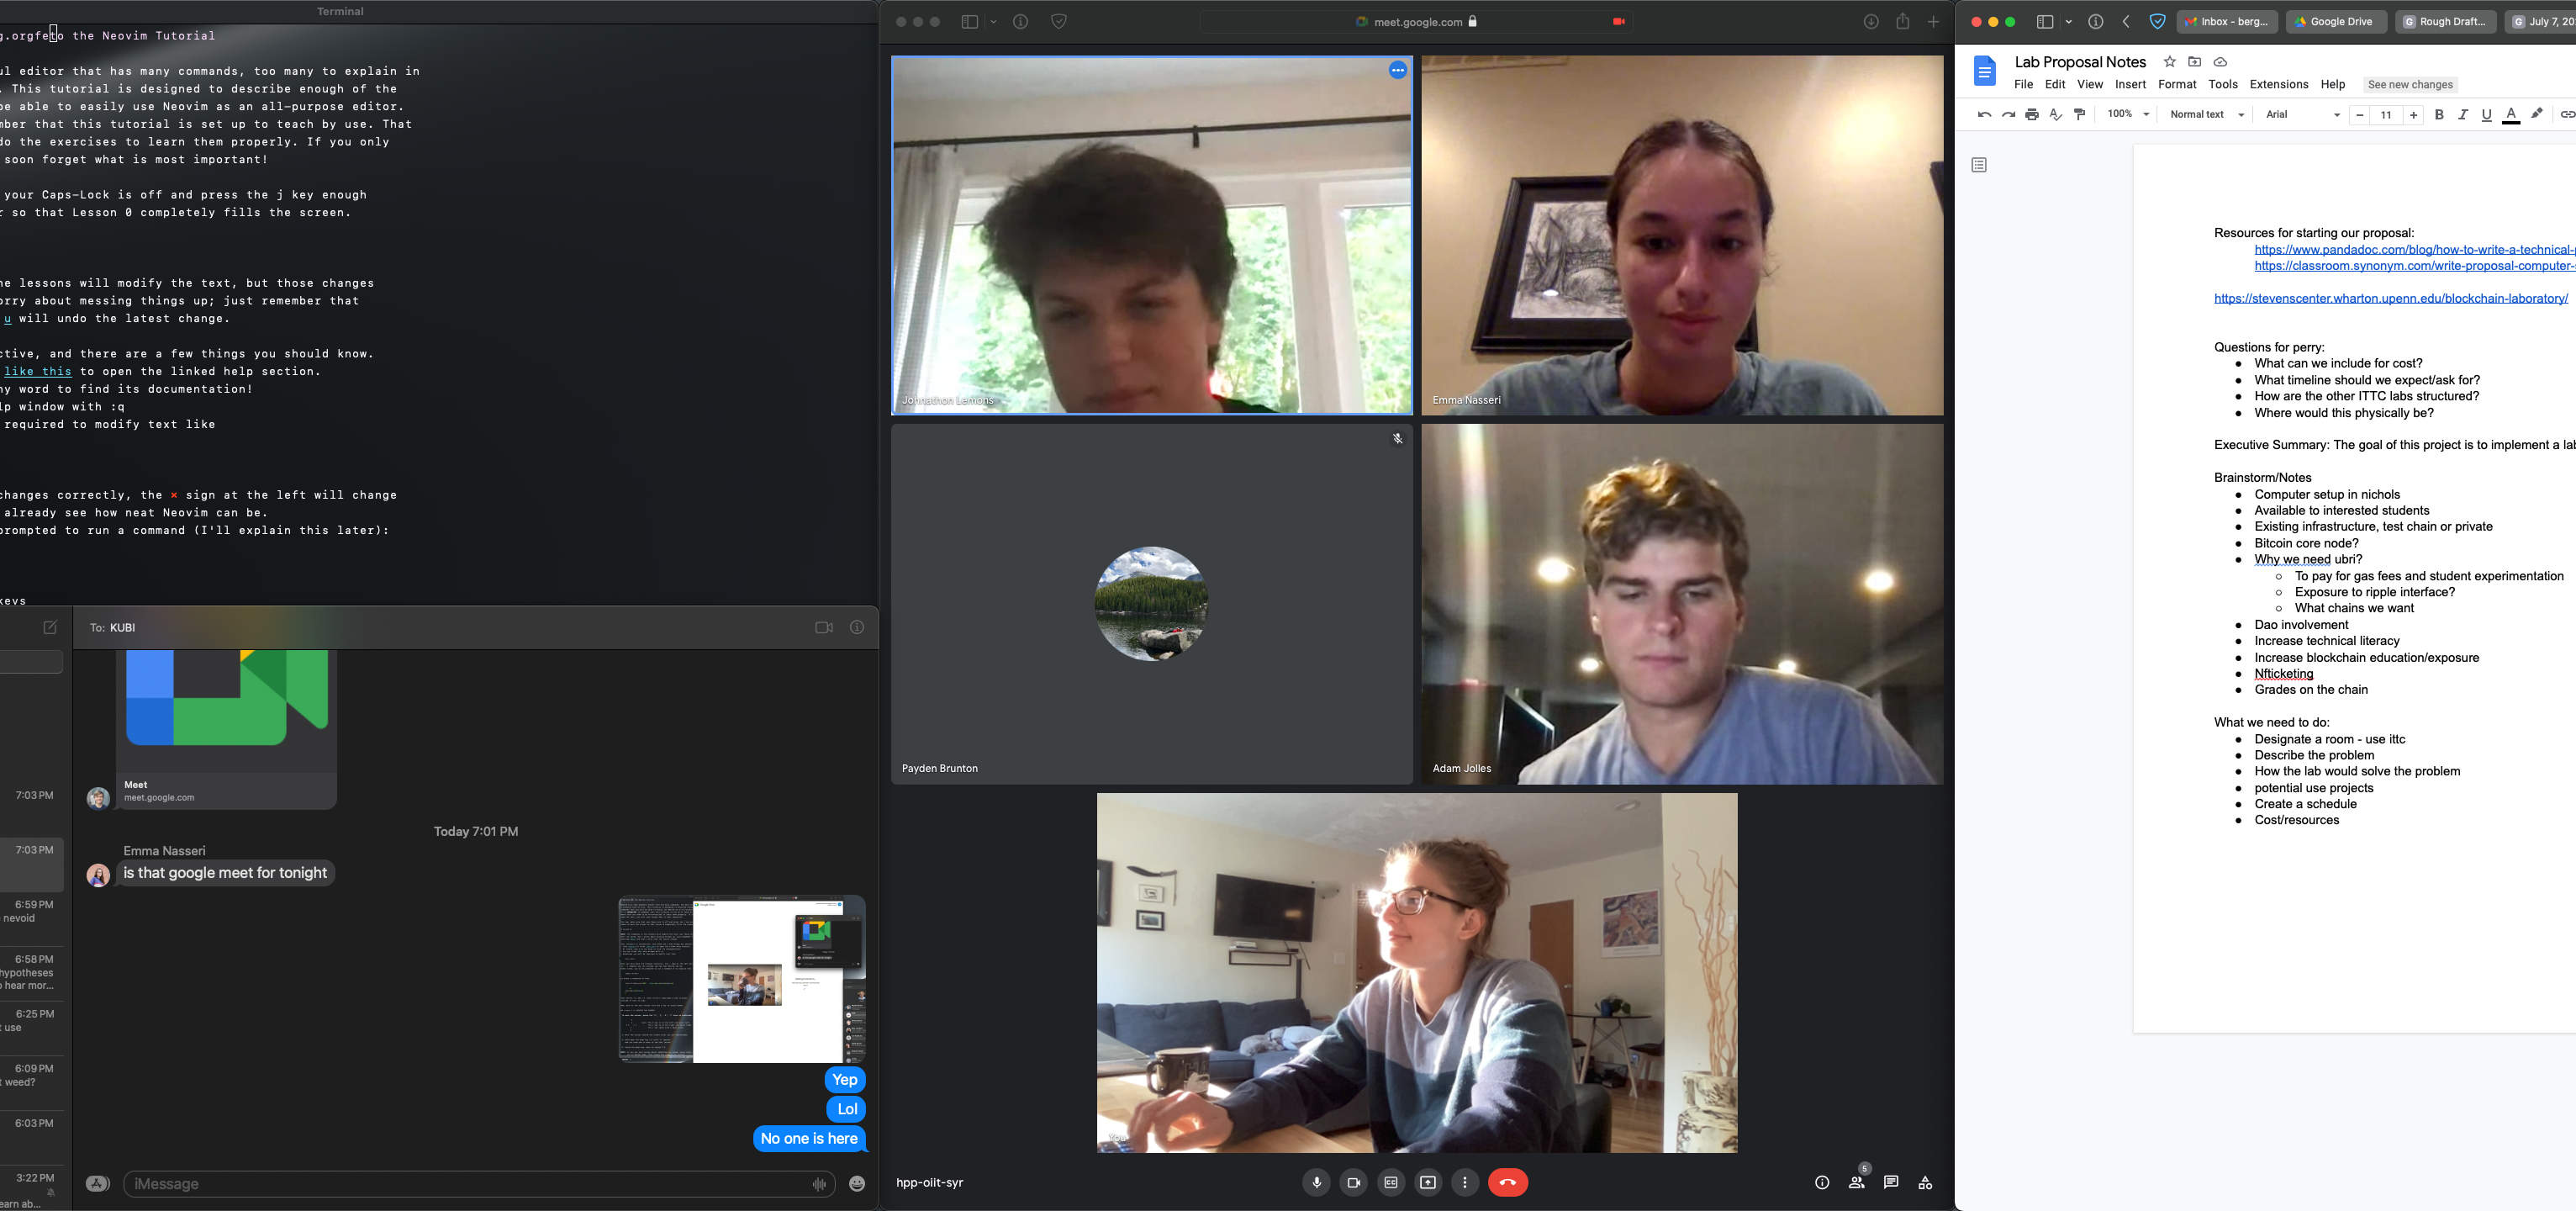 Terminal
g.orgfeto the Neovim Tutorial
ul editor that has many commands, too many to explain in
. This tutorial is designed to describe enough of the
be able to easily use Neovim as an all-purpose editor.
mber that this tutorial is set up to teach by use. That
do the exercises to learn them properly. If you only
soon forget what is most important!
your Caps-Lock is off and press the j key enough
r so that Lesson 0 completely fills the screen.
he lessons will modify the text, but those changes
orry about messing things up; just remember that
u will undo the latest change.
ctive, and there are a few things you should know.
like this to open the linked help section.
ny word to find its documentation!
lp window with :q
required to modify text like
changes correctly, the × sign at the left will change
already see how neat Neovim can be.
prompted to run a command (I'll explain this later):
keys
7:03 PM
7:03 PM
6:59 PM
nevoid
6:58 PM
hypotheses
o hear mor...
6:25 PM
t use
6:09 PM
t weed?
6:03 PM
3:22 PM
earn ab...
To: KUBI
Meet
meet.google.com
Today 7:01 PM
Emma Nasseri
is that google meet for tonight
Yep
Lol
No one is here
iMessage
meet.google.com
Johnathon Lemons
Emma Nasseri
Payden Brunton
Adam Jolles
You
hpp-oiit-syr
CC
5
Inbox - berg...
Google Drive
G Rough Draft...
G July 7, 20
Lab Proposal Notes
File Edit View Insert Format Tools Extensions Help See new changes
100% Normal text Arial − 11 + B I U A
Resources for starting our proposal:
https://www.pandadoc.com/blog/how-to-write-a-technical-
https://classroom.synonym.com/write-proposal-computer-
https://stevenscenter.wharton.upenn.edu/blockchain-laboratory/
Questions for perry:
● What can we include for cost?
● What timeline should we expect/ask for?
● How are the other ITTC labs structured?
● Where would this physically be?
Executive Summary: The goal of this project is to implement a lab
Brainstorm/Notes
● Computer setup in nichols
● Available to interested students
● Existing infrastructure, test chain or private
● Bitcoin core node?
● Why we need ubri?
○ To pay for gas fees and student experimentation
○ Exposure to ripple interface?
○ What chains we want
● Dao involvement
● Increase technical literacy
● Increase blockchain education/exposure
● Nfticketing
● Grades on the chain
What we need to do:
● Designate a room - use ittc
● Describe the problem
● How the lab would solve the problem
● potential use projects
● Create a schedule
● Cost/resources